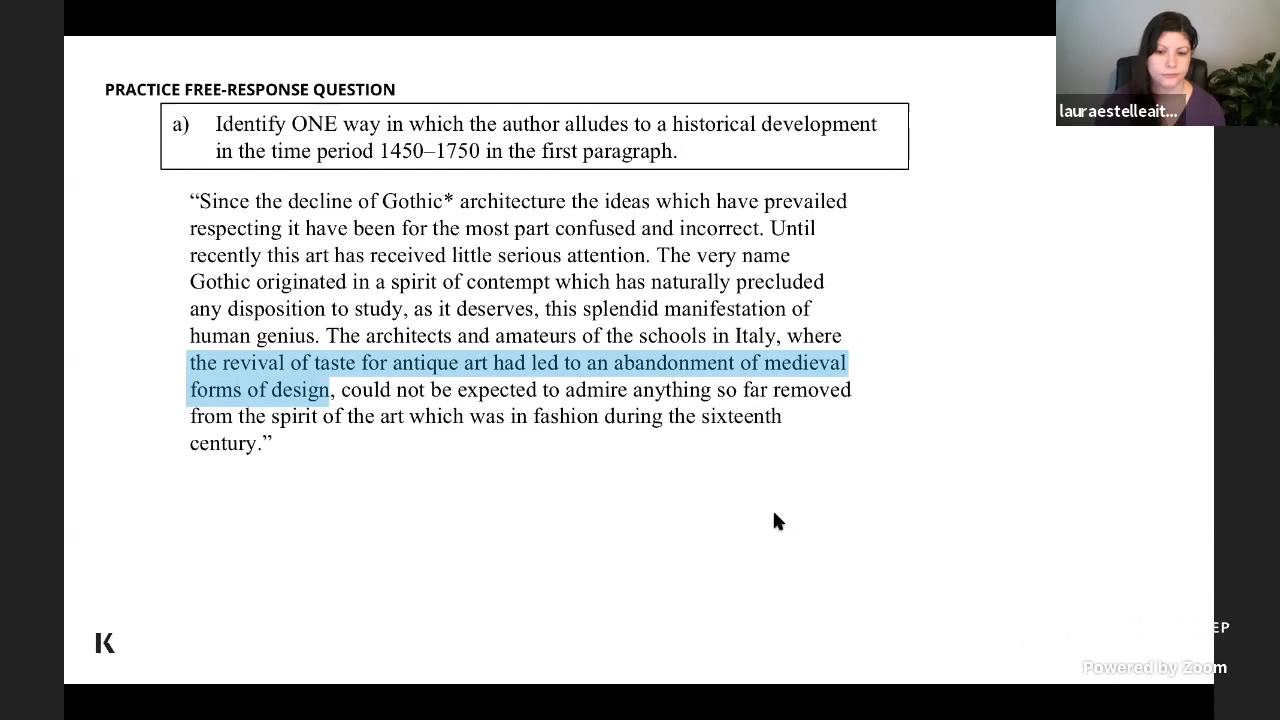 PRACTICE FREE-RESPONSE QUESTION
a) Identify ONE way in which the author alludes to a historical development
in the time period 1450–1750 in the first paragraph.
“Since the decline of Gothic* architecture the ideas which have prevailed
respecting it have been for the most part confused and incorrect. Until
recently this art has received little serious attention. The very name
Gothic originated in a spirit of contempt which has naturally precluded
any disposition to study, as it deserves, this splendid manifestation of
human genius. The architects and amateurs of the schools in Italy, where
the revival of taste for antique art had led to an abandonment of medieval
forms of design, could not be expected to admire anything so far removed
from the spirit of the art which was in fashion during the sixteenth
century.”
lauraestelleait...
K
EP
Powered by Zoom